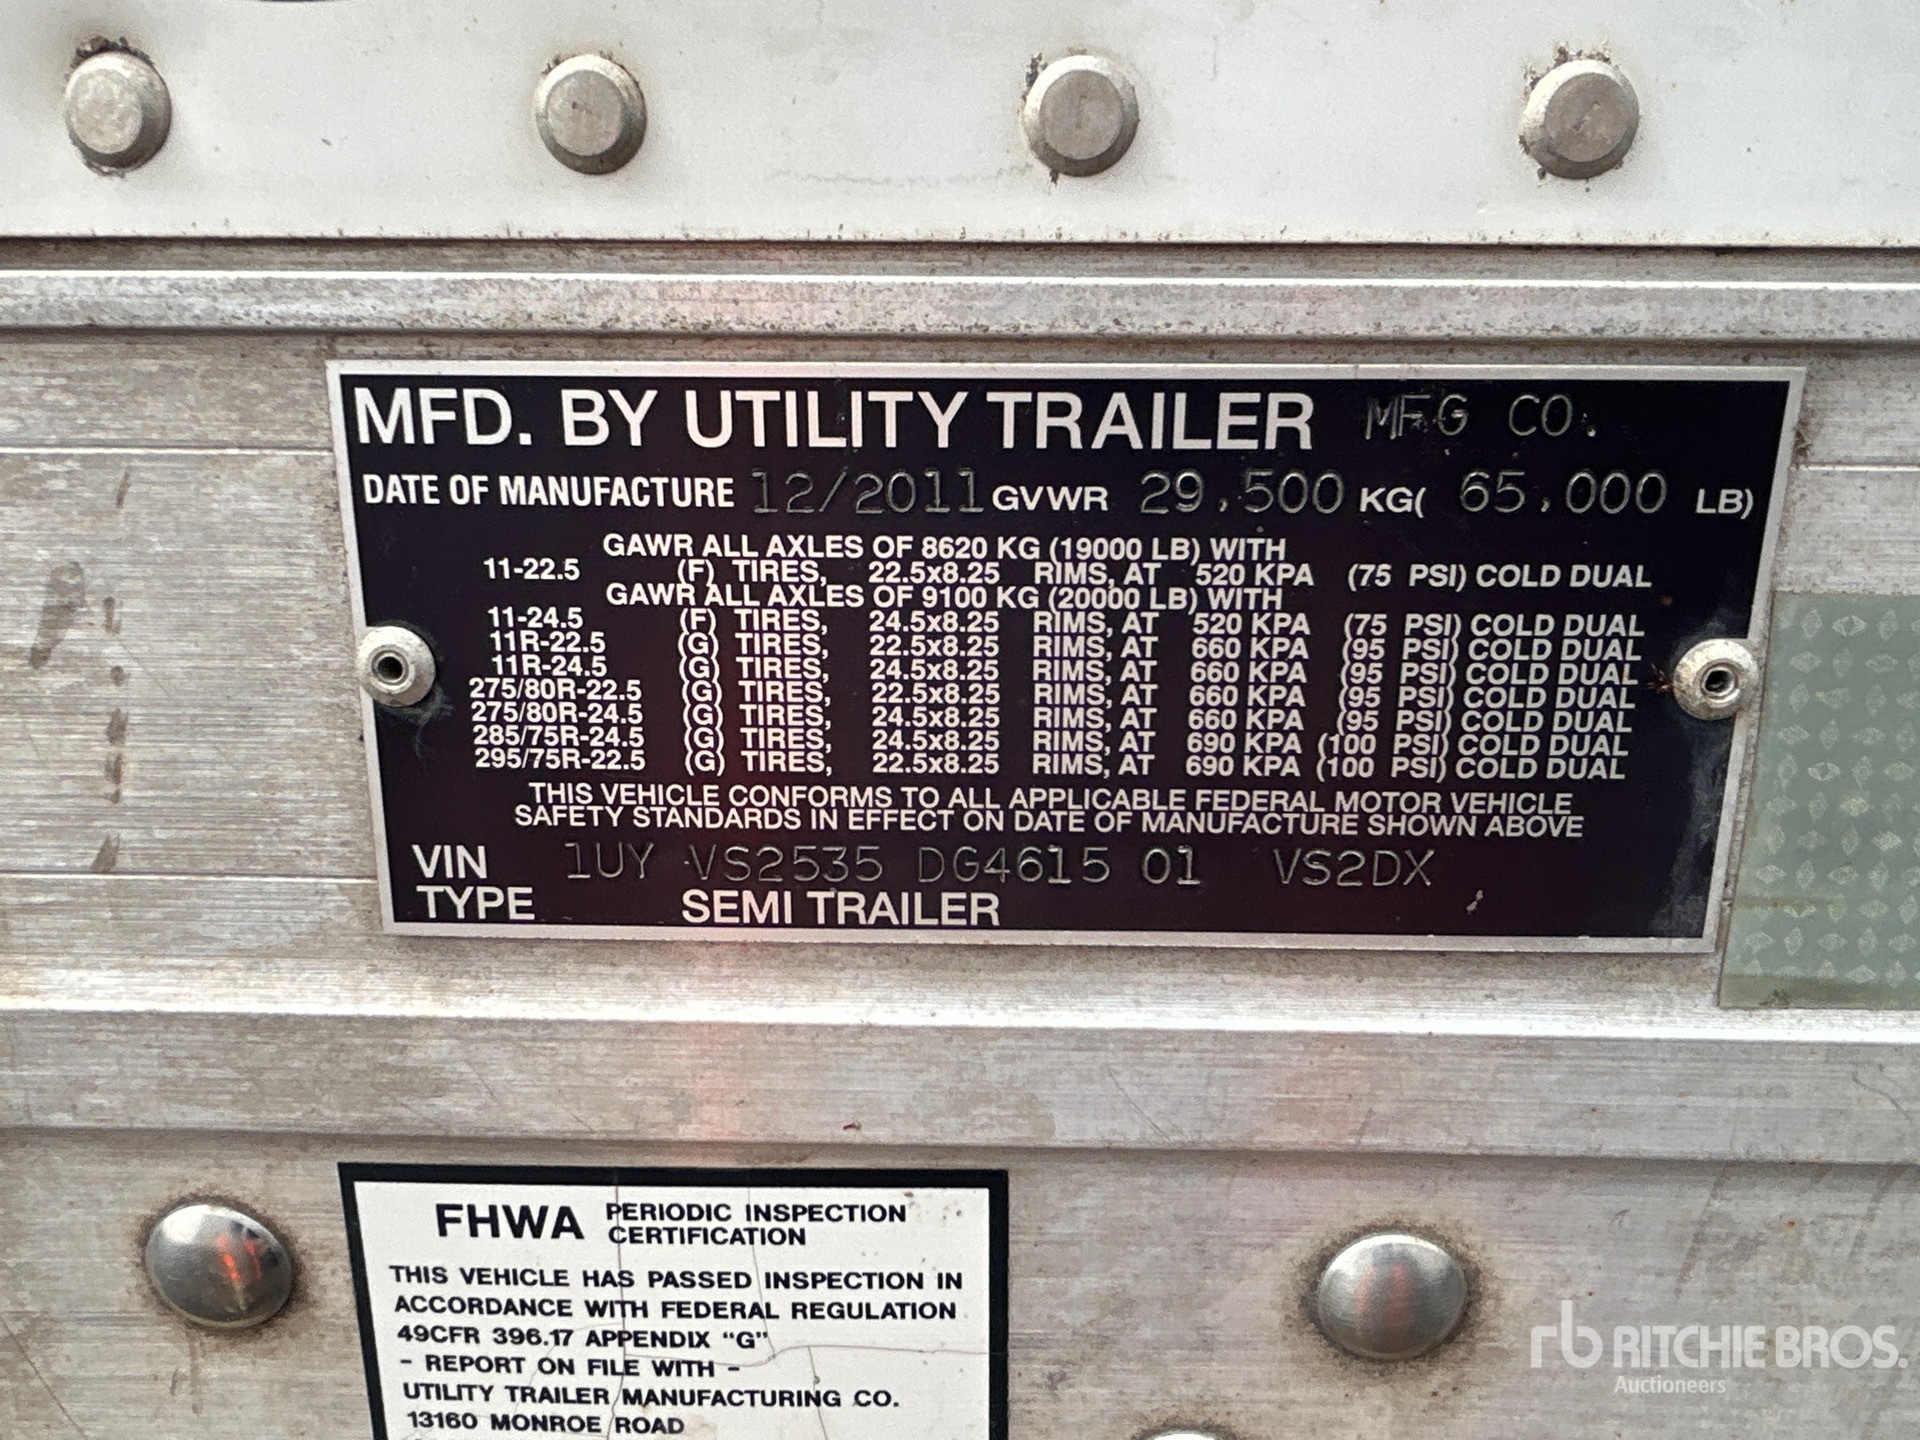 MFD. BY UTILITY TRAILER MFG CO.
DATE OF MANUFACTURE 12/2011 GVWR 29,500 KG( 65,000 LB)
GAWR ALL AXLES OF 8620 KG (19000 LB) WITH
11-22.5 (F) TIRES, 22.5x8.25 RIMS, AT 520 KPA (75 PSI) COLD DUAL
GAWR ALL AXLES OF 9100 KG (20000 LB) WITH
11-24.5 (F) TIRES, 24.5x8.25 RIMS, AT 520 KPA (75 PSI) COLD DUAL
11R-22.5 (G) TIRES, 22.5x8.25 RIMS, AT 660 KPA (95 PSI) COLD DUAL
11R-24.5 (G) TIRES, 24.5x8.25 RIMS, AT 660 KPA (95 PSI) COLD DUAL
275/80R-22.5 (G) TIRES, 22.5x8.25 RIMS, AT 660 KPA (95 PSI) COLD DUAL
275/80R-24.5 (G) TIRES, 24.5x8.25 RIMS, AT 660 KPA (95 PSI) COLD DUAL
285/75R-24.5 (G) TIRES, 24.5x8.25 RIMS, AT 690 KPA (100 PSI) COLD DUAL
295/75R-22.5 (G) TIRES, 22.5x8.25 RIMS, AT 690 KPA (100 PSI) COLD DUAL
THIS VEHICLE CONFORMS TO ALL APPLICABLE FEDERAL MOTOR VEHICLE
SAFETY STANDARDS IN EFFECT ON DATE OF MANUFACTURE SHOWN ABOVE
VIN 1UY VS2535 DG4615 01 VS2DX
TYPE SEMI TRAILER
FHWA PERIODIC INSPECTION
CERTIFICATION
THIS VEHICLE HAS PASSED INSPECTION IN
ACCORDANCE WITH FEDERAL REGULATION
49CFR 396.17 APPENDIX "G"
- REPORT ON FILE WITH -
UTILITY TRAILER MANUFACTURING CO.
13160 MONROE ROAD
rb RITCHIE BROS.
Auctioneers